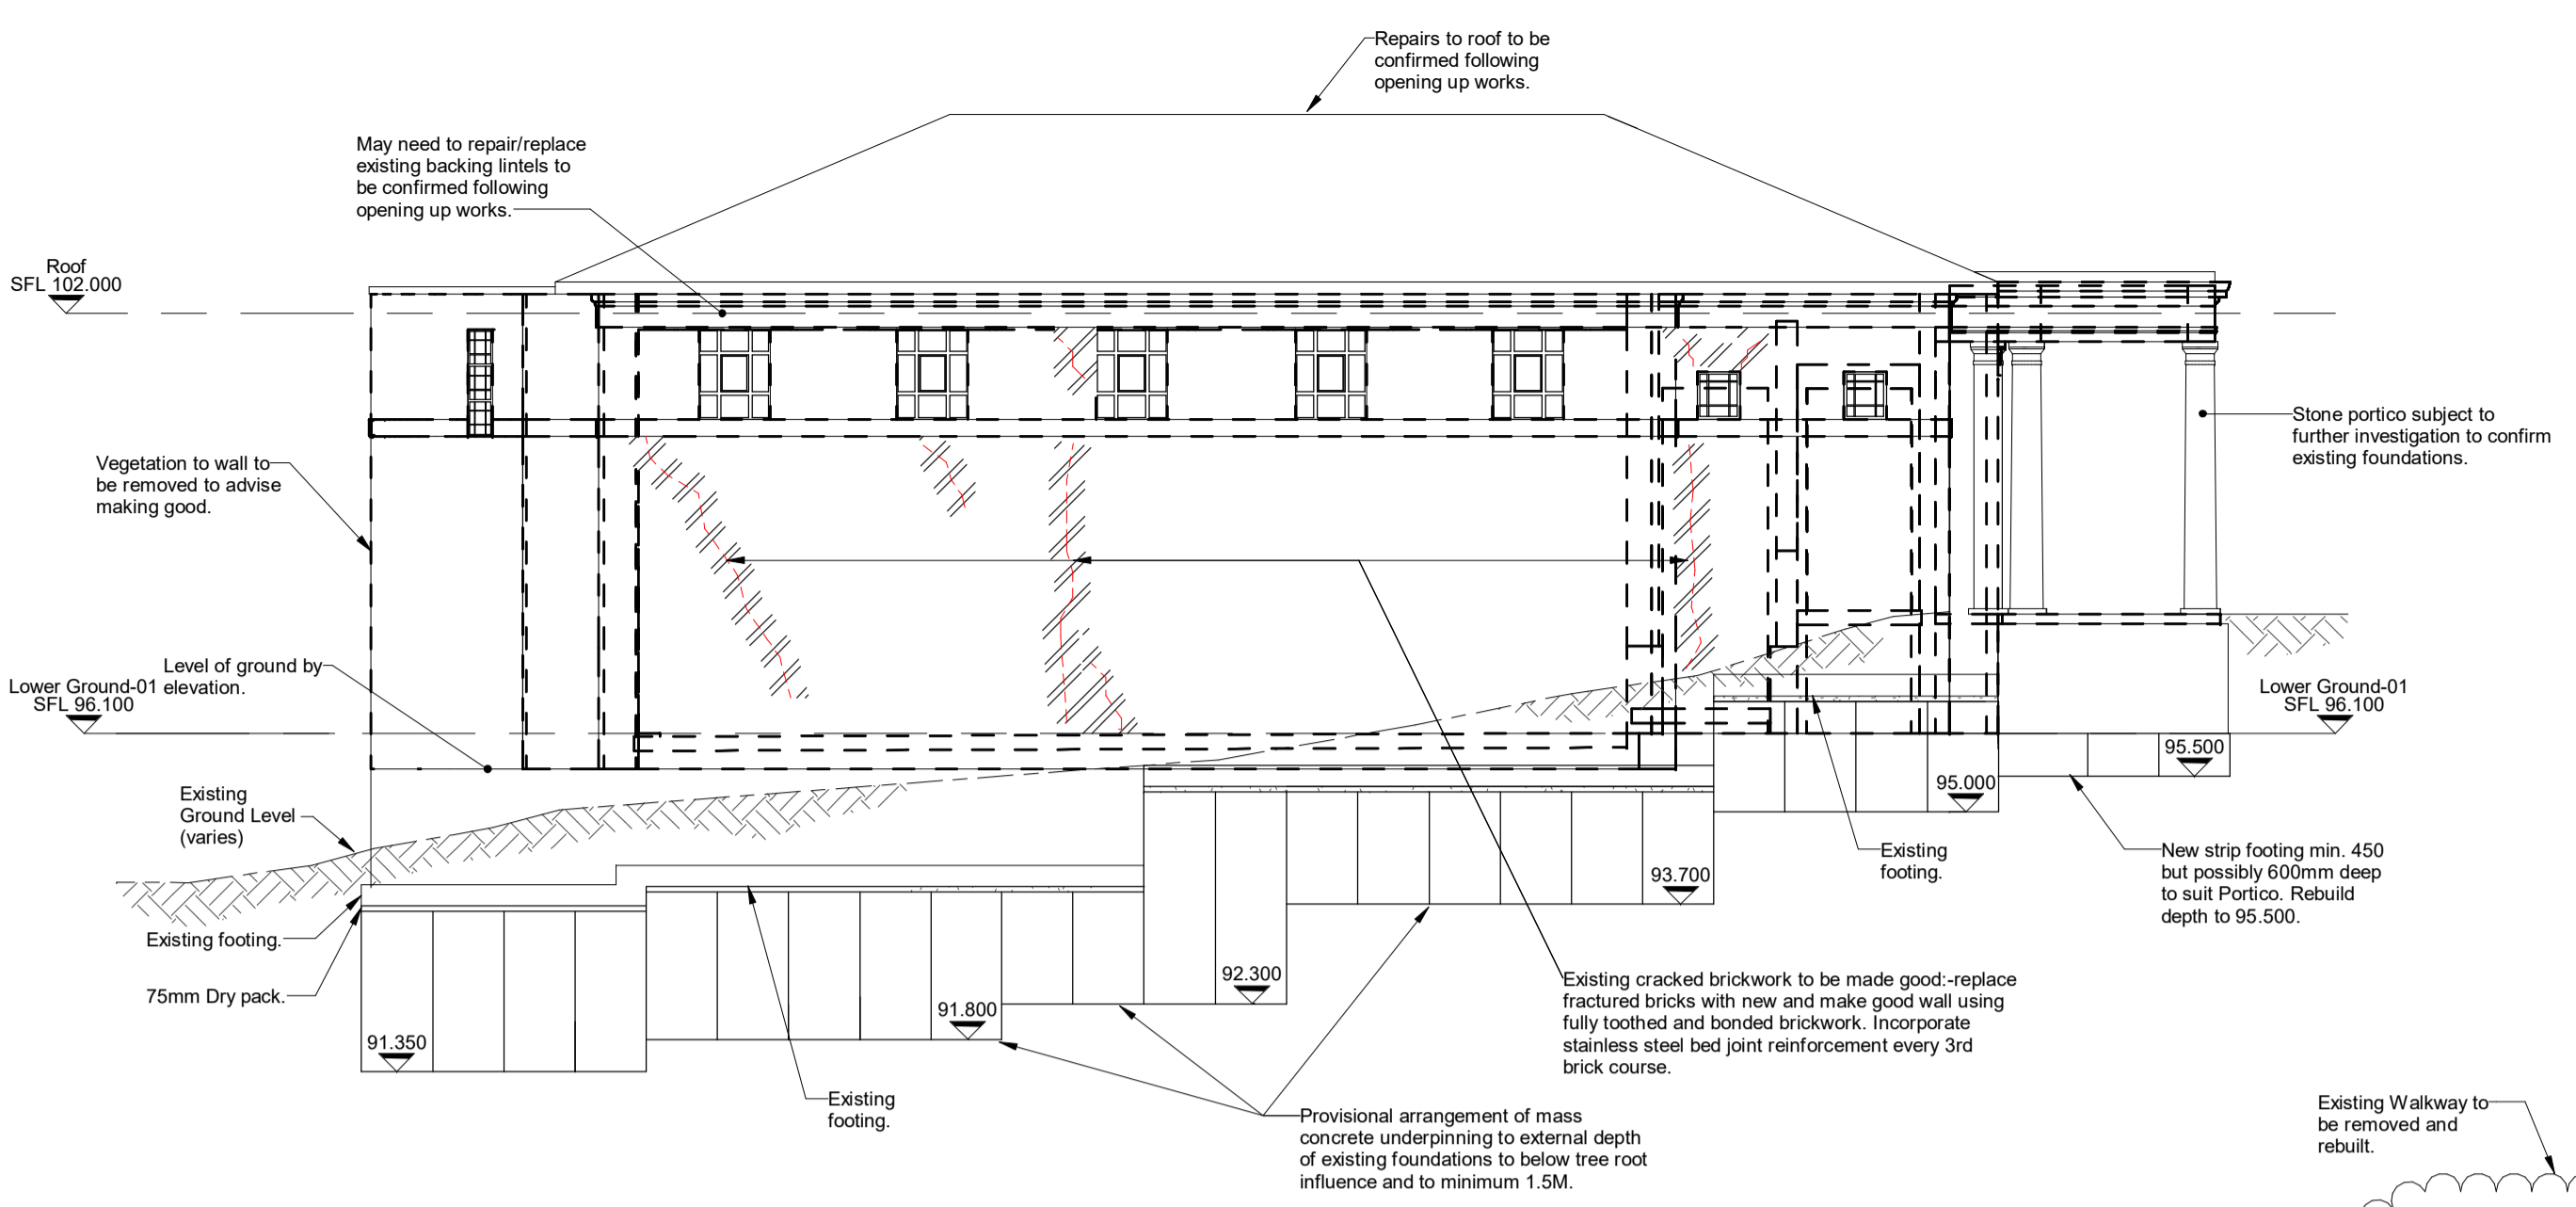 Repairs to roof to be
confirmed following
opening up works.
May need to repair/replace
existing backing lintels to
be confirmed following
opening up works.
Roof
SFL 102.000
Stone portico subject to
further investigation to confirm
existing foundations.
Vegetation to wall to
be removed to advise
making good.
Level of ground by
elevation.
Lower Ground-01
SFL 96.100
Lower Ground-01
SFL 96.100
95.500
95.000
Existing
Ground Level
(varies)
93.700
Existing
footing.
New strip footing min. 450
but possibly 600mm deep
to suit Portico. Rebuild
depth to 95.500.
Existing footing.
75mm Dry pack.
92.300
91.800
91.350
Existing cracked brickwork to be made good:-replace
fractured bricks with new and make good wall using
fully toothed and bonded brickwork. Incorporate
stainless steel bed joint reinforcement every 3rd
brick course.
Existing
footing.
Provisional arrangement of mass
concrete underpinning to external depth
of existing foundations to below tree root
influence and to minimum 1.5M.
Existing Walkway to
be removed and
rebuilt.